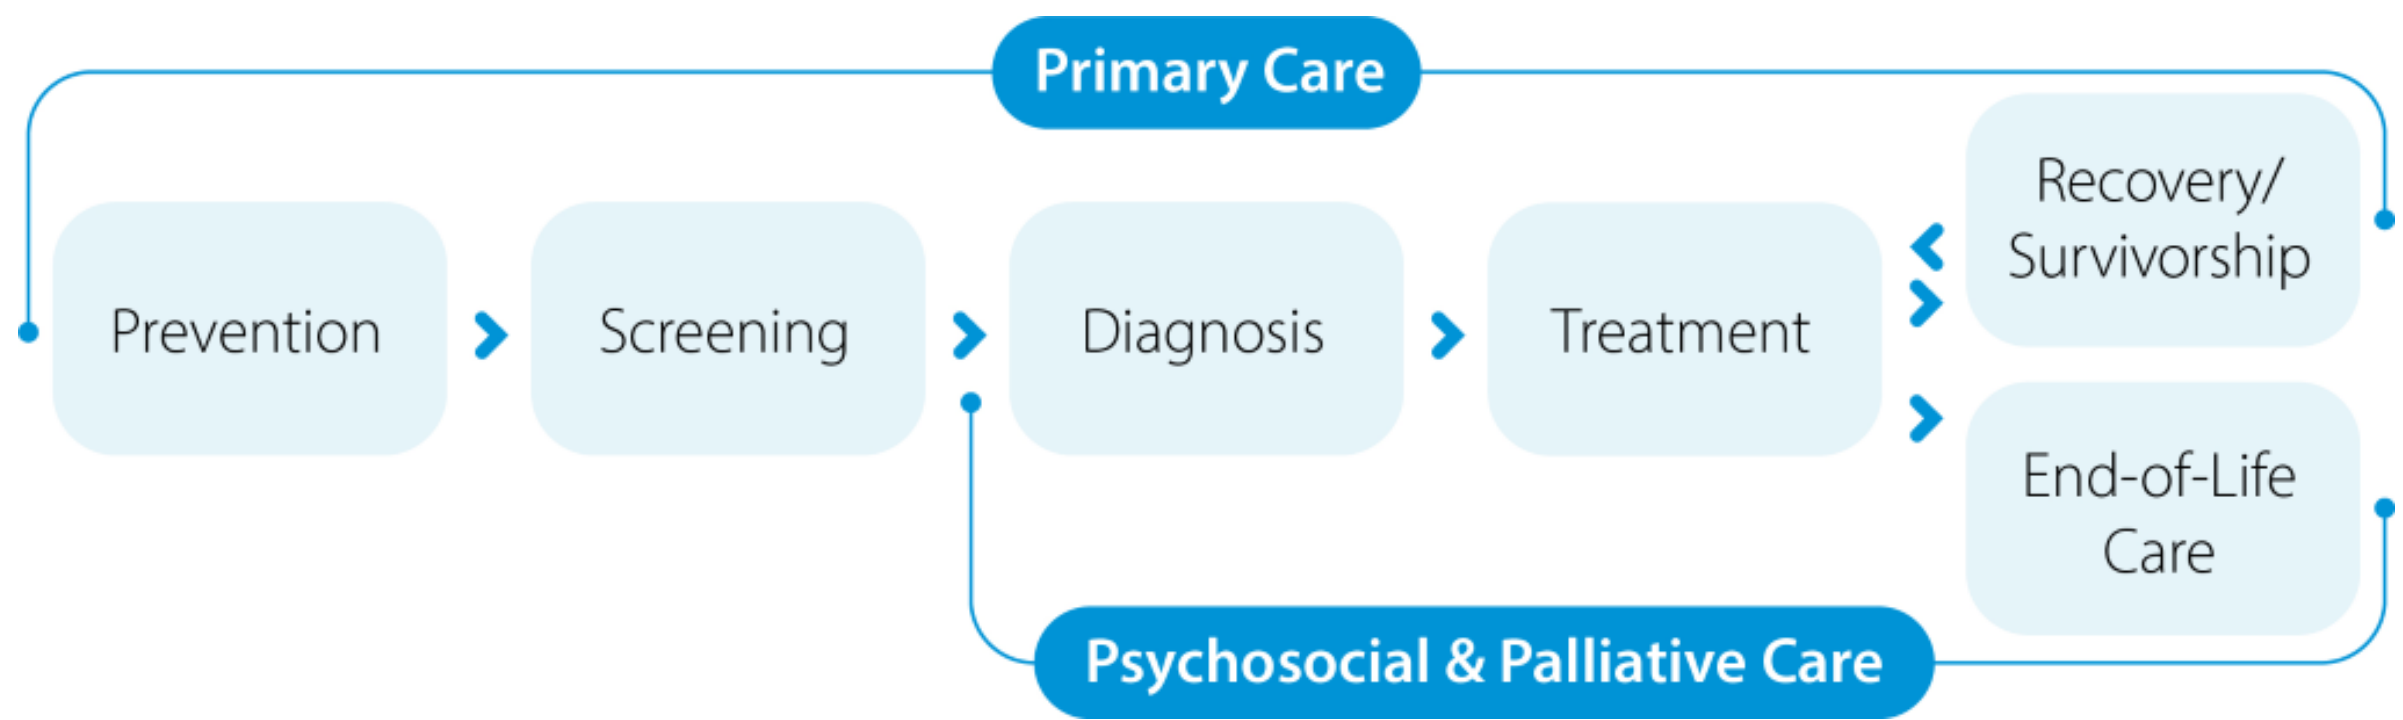 Primary Care
Prevention
Screening
Diagnosis
Treatment
Recovery/
Survivorship
End-of-Life
Care
Psychosocial & Palliative Care